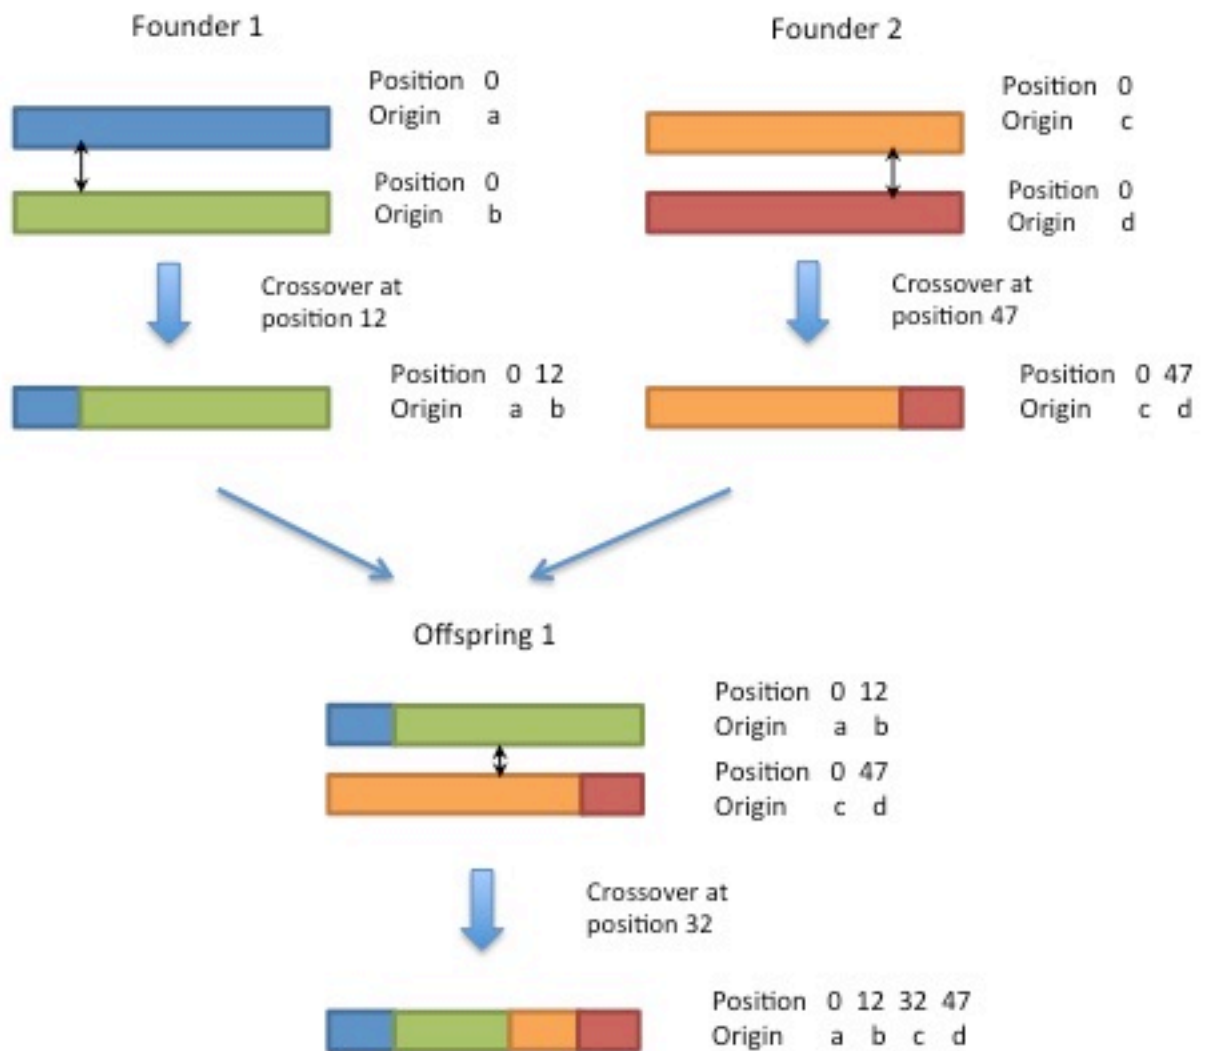 Founder 1
Founder 2
Position 0
Origin a
Position 0
Origin b
Position 0
Origin c
Position 0
Origin d
Crossover at
position 12
Crossover at
position 47
Position 0 12
Origin a b
Position 0 47
Origin c d
Offspring 1
Position 0 12
Origin a b
Position 0 47
Origin c d
Crossover at
position 32
Position 0 12 32 47
Origin a b c d